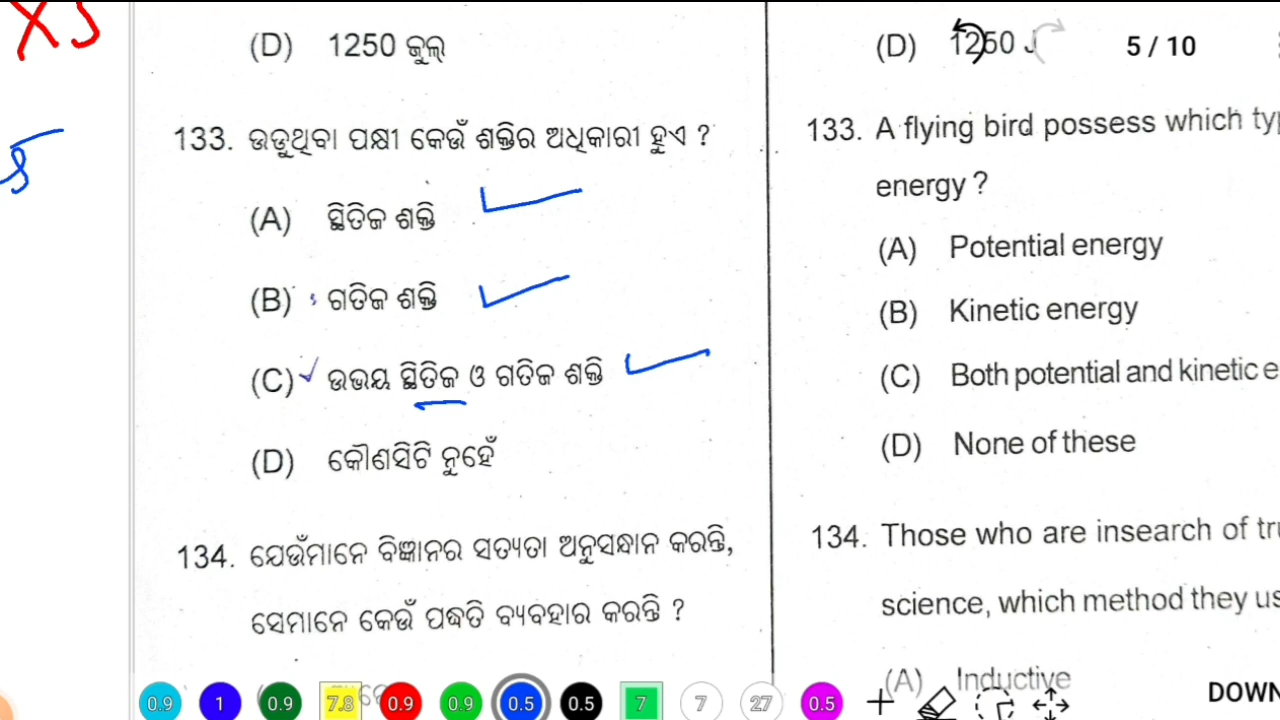 (D) 1250 ଜୁଲ୍
133. ଉଡୁଥିବା ପକ୍ଷୀ କେଉଁ ଶକ୍ତିର ଅଧିକାରୀ ହୁଏ ?
(A) ସ୍ଥିତିଜ ଶକ୍ତି
(B) ଗତିଜ ଶକ୍ତି
(C) ଉଭୟ ସ୍ଥିତିଜ ଓ ଗତିଜ ଶକ୍ତି
(D) କୌଣସିଟି ନୁହେଁ
134. ଯେଉଁମାନେ ବିଜ୍ଞାନର ସତ୍ୟତା ଅନୁସନ୍ଧାନ କରନ୍ତି,
ସେମାନେ କେଉଁ ପଦ୍ଧତି ବ୍ୟବହାର କରନ୍ତି ?
(D) 1250 J
5 / 10
133. A flying bird possess which
energy ?
(A) Potential energy
(B) Kinetic energy
(C) Both potential and kinetic
(D) None of these
134. Those who are insearch of
science, which method they
(A) Inductive
0.9 1 0.9 7.8 0.9 0.9 0.5 0.5 7 7 27 0.5
DOWN